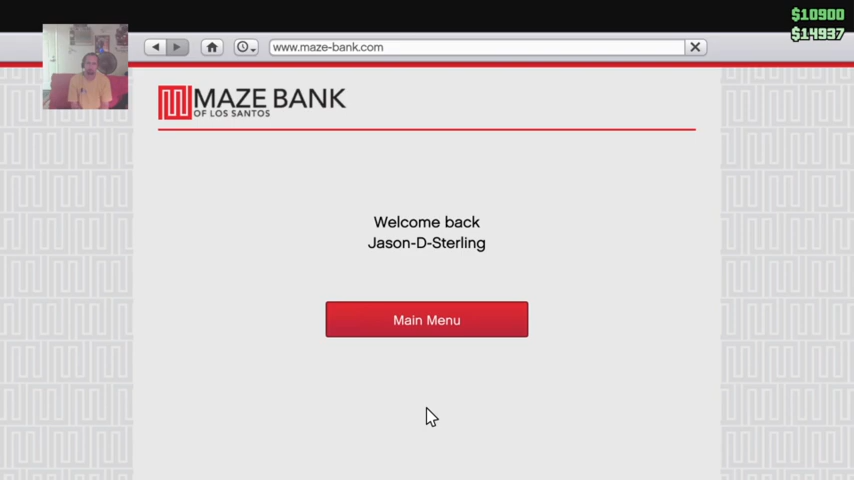 $10900
$14937
www.maze-bank.com
MAZE BANK
OF LOS SANTOS
Welcome back
Jason-D-Sterling
Main Menu